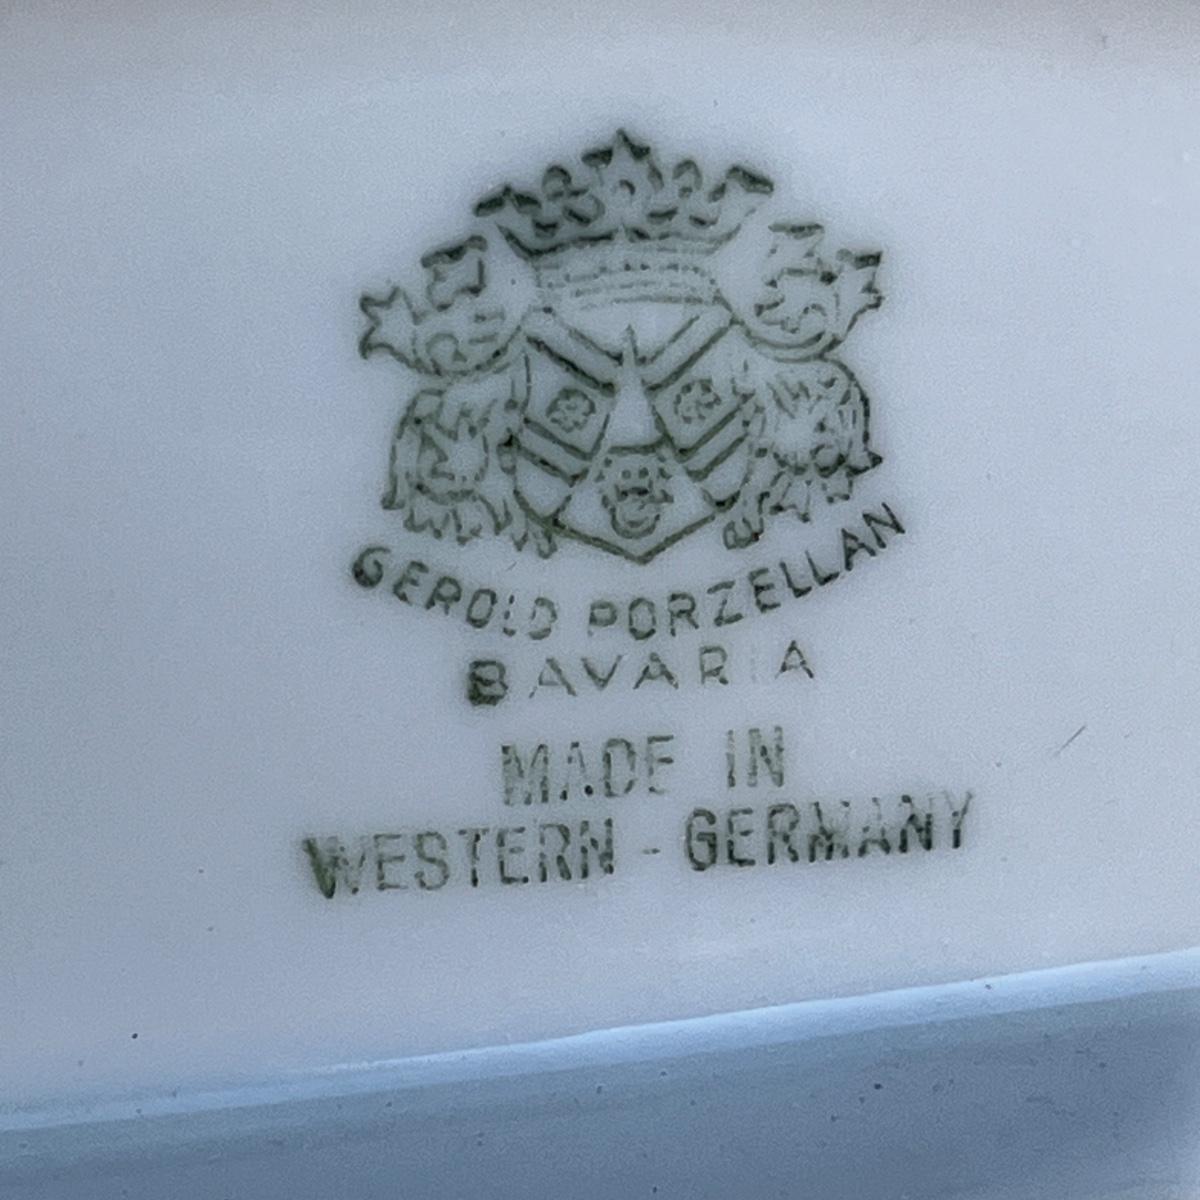 GEROLD PORZELLAN
BAVARIA
MADE IN
WESTERN - GERMANY